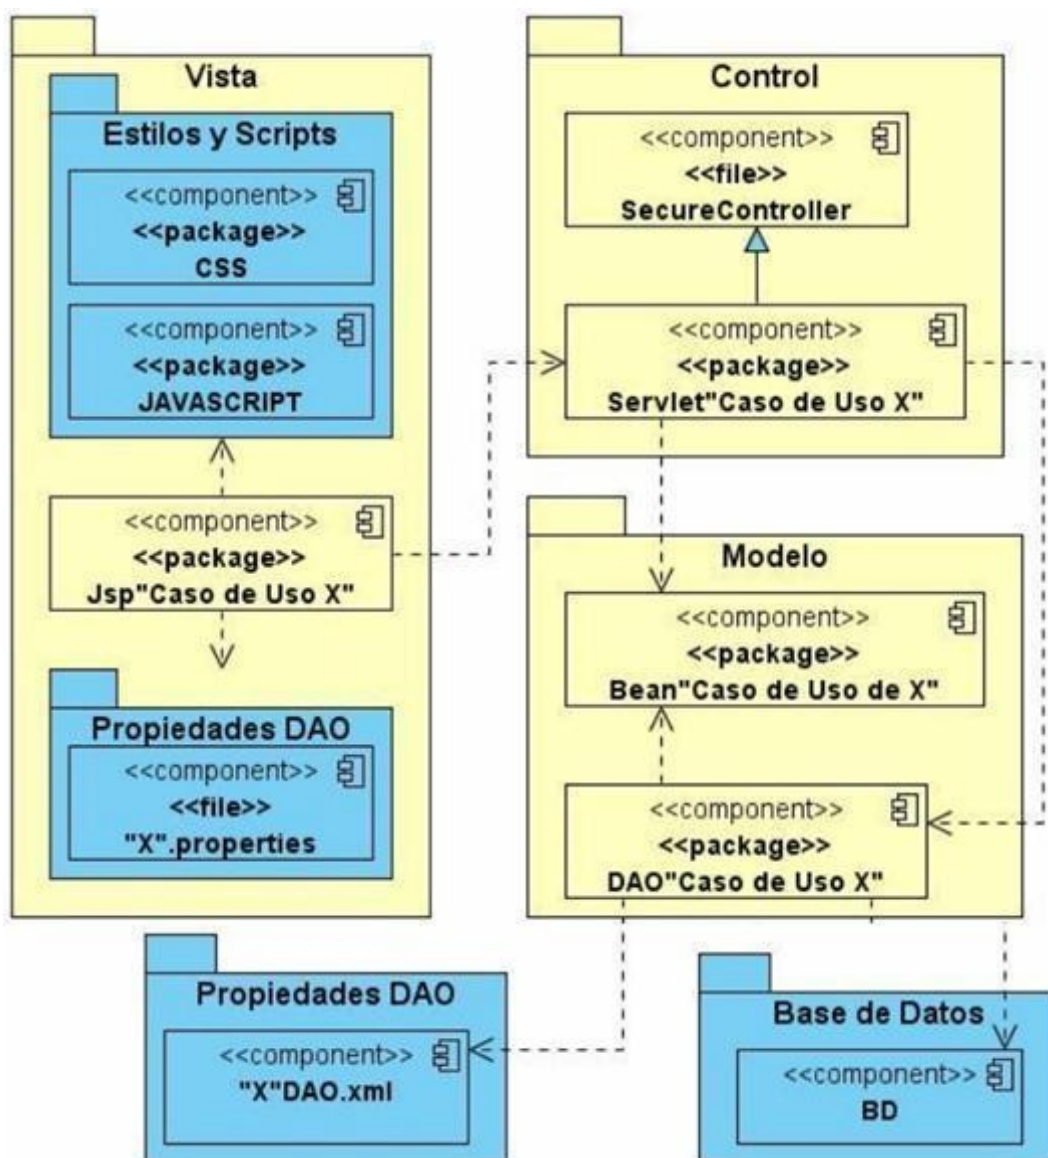 Vista
Estilos y Scripts
<<component>>
<<package>>
CSS
<<component>>
<<package>>
JAVASCRIPT
<<component>>
<<package>>
Jsp"Caso de Uso X"
Propiedades DAO
<<component>>
<<file>>
"X".properties
Control
<<component>>
<<file>>
SecureController
<<component>>
<<package>>
Servlet"Caso de Uso X"
Modelo
<<component>>
<<package>>
Bean"Caso de Uso de X"
<<component>>
<<package>>
DAO"Caso de Uso X"
Propiedades DAO
<<component>>
"X"DAO.xml
Base de Datos
<<component>>
BD